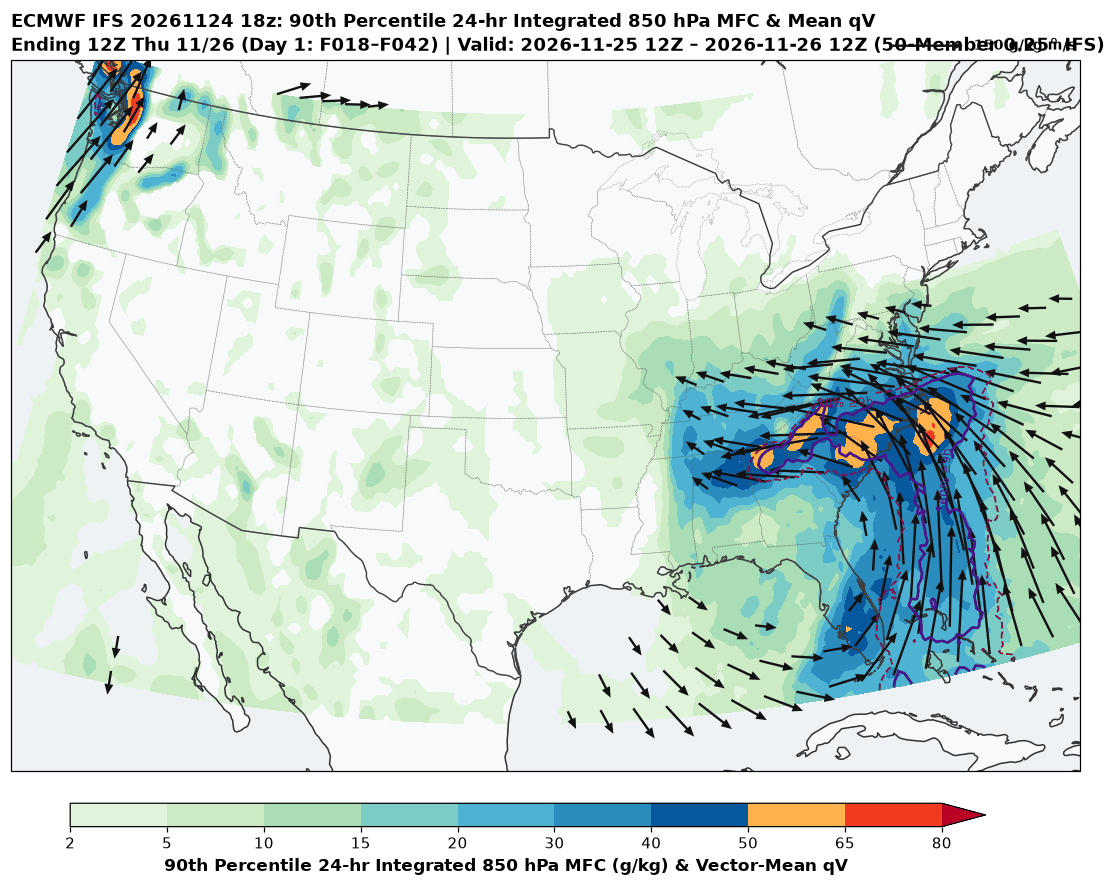 ECMWF IFS 20261124 18z: 90th Percentile 24-hr Integrated 850 hPa MFC & Mean qV
Ending 12Z Thu 11/26 (Day 1: F018–F042) | Valid: 2026-11-25 12Z – 2026-11-26 12Z (50-Member 0.25° IFS)
2 5 10 15 20 30 40 50 65 80
90th Percentile 24-hr Integrated 850 hPa MFC (g/kg) & Vector-Mean qV